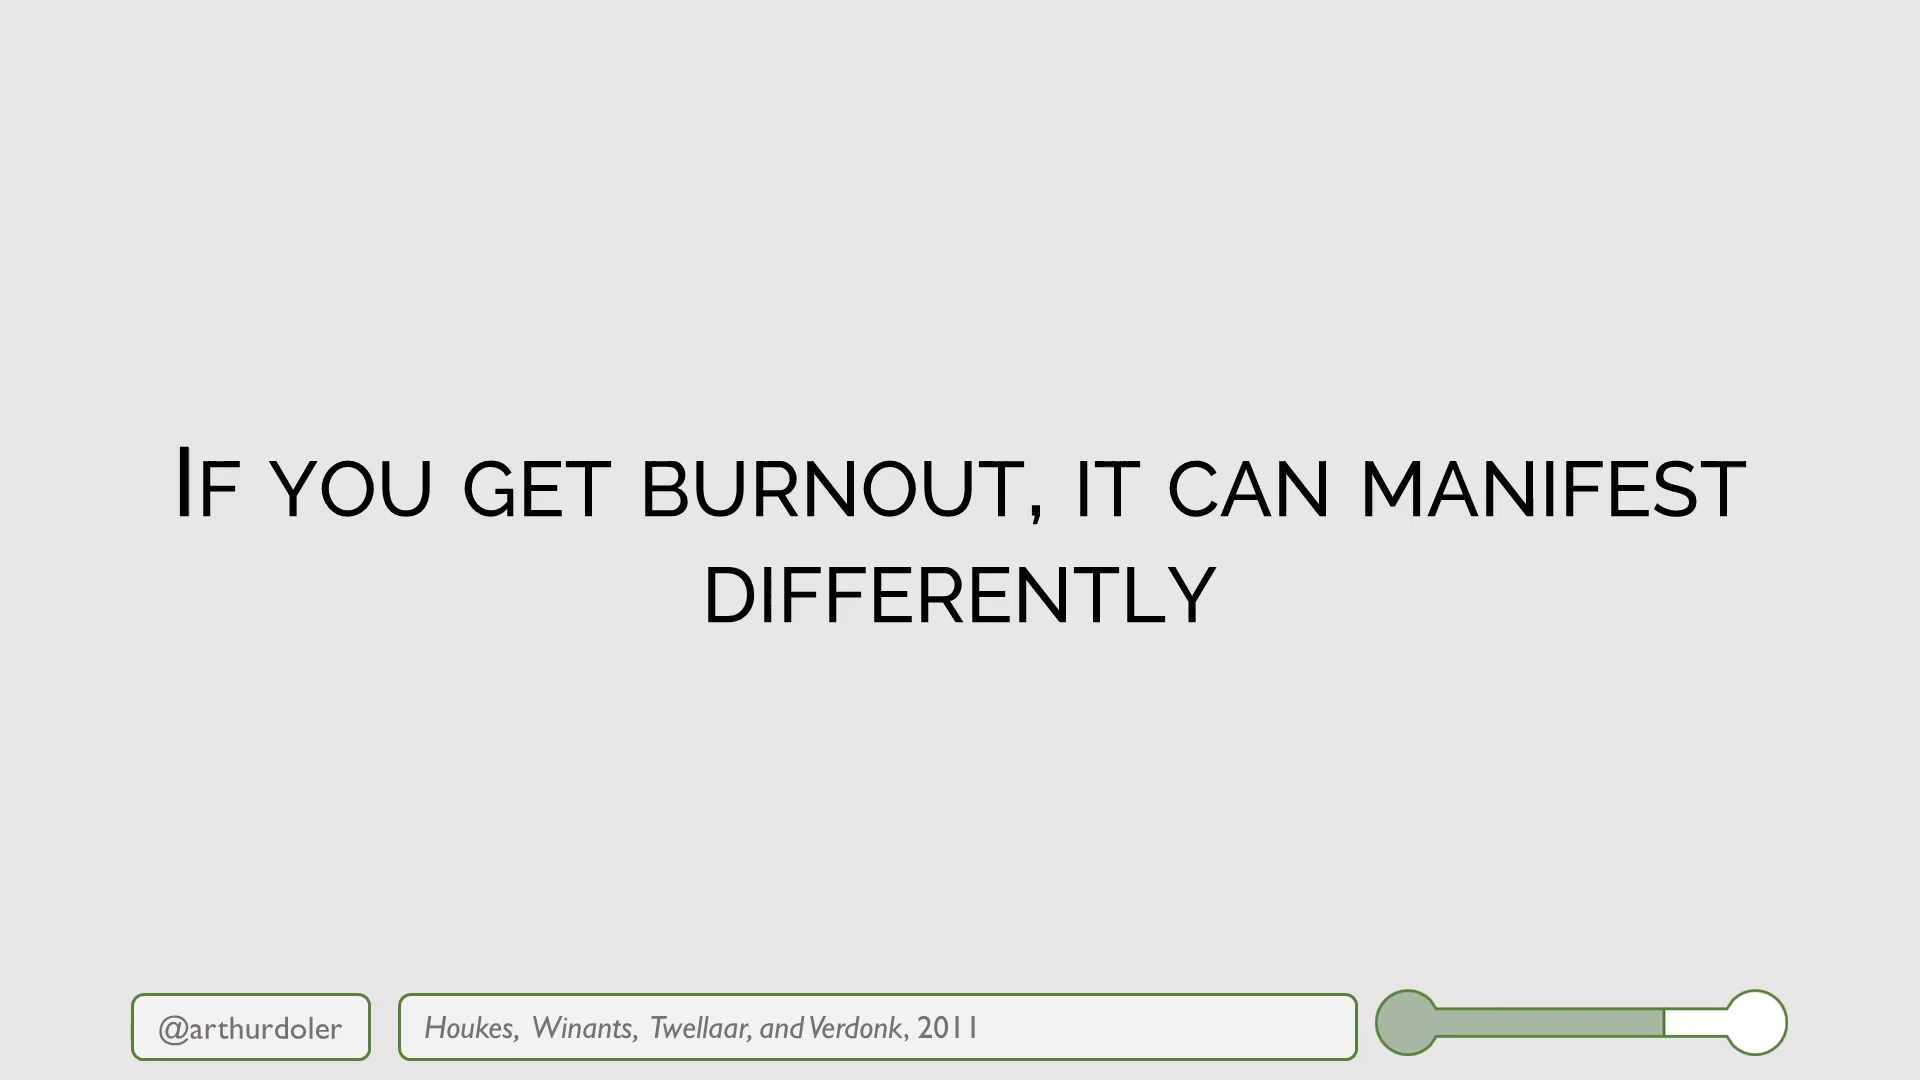 If you get burnout, it can manifest
differently
@arthurdoler
Houkes, Winants, Twellaar, and Verdonk, 2011